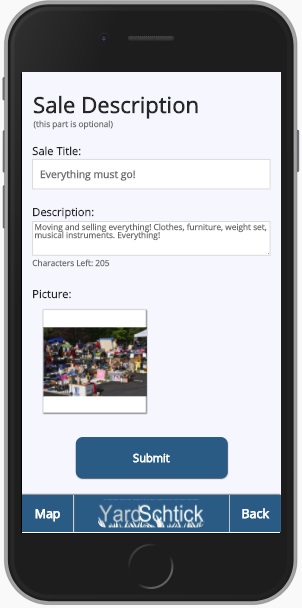 Sale Description
(this part is optional)
Sale Title:
Everything must go!
Description:
Moving and selling everything! Clothes, furniture, weight set,
musical instruments. Everything!
Characters Left: 205
Picture:
Submit
Map
YardSchtick
Back